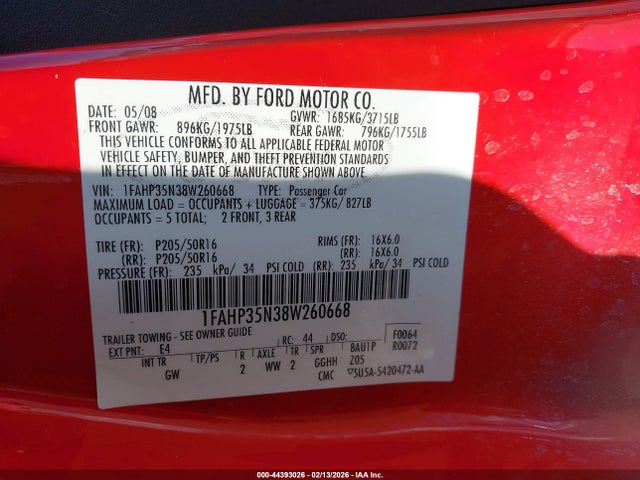 MFD. BY FORD MOTOR CO.
DATE: 05/08 GVWR: 1685KG/3715LB
FRONT GAWR: 896KG/1975LB REAR GAWR: 796KG/1755LB
THIS VEHICLE CONFORMS TO ALL APPLICABLE FEDERAL MOTOR
VEHICLE SAFETY, BUMPER, AND THEFT PREVENTION STANDARDS
IN EFFECT ON THE DATE OF MANUFACTURE SHOWN ABOVE.
VIN: 1FAHP35N38W260668 TYPE: Passenger Car
MAXIMUM LOAD = OCCUPANTS + LUGGAGE = 375KG/ 827LB
OCCUPANTS = 5 TOTAL; 2 FRONT, 3 REAR
TIRE (FR): P205/50R16 RIMS (FR): 16X6.0
(RR): P205/50R16 (RR): 16X6.0
PRESSURE (FR): 235 kPa/ 34 PSI COLD (RR): 235 kPa/ 34 PSI COLD
1FAHP35N38W260668
TRAILER TOWING - SEE OWNER GUIDE
EXT PNT: E4 RC: 44 DSO: F0064
R0072
INT TR TP/PS R AXLE TR SPR BAU1P
GW 2 WW 2 GGHH Z05
CMC ▽5U5A-5420472-AA
000-44393026 - 02/13/2026 - IAA Inc.